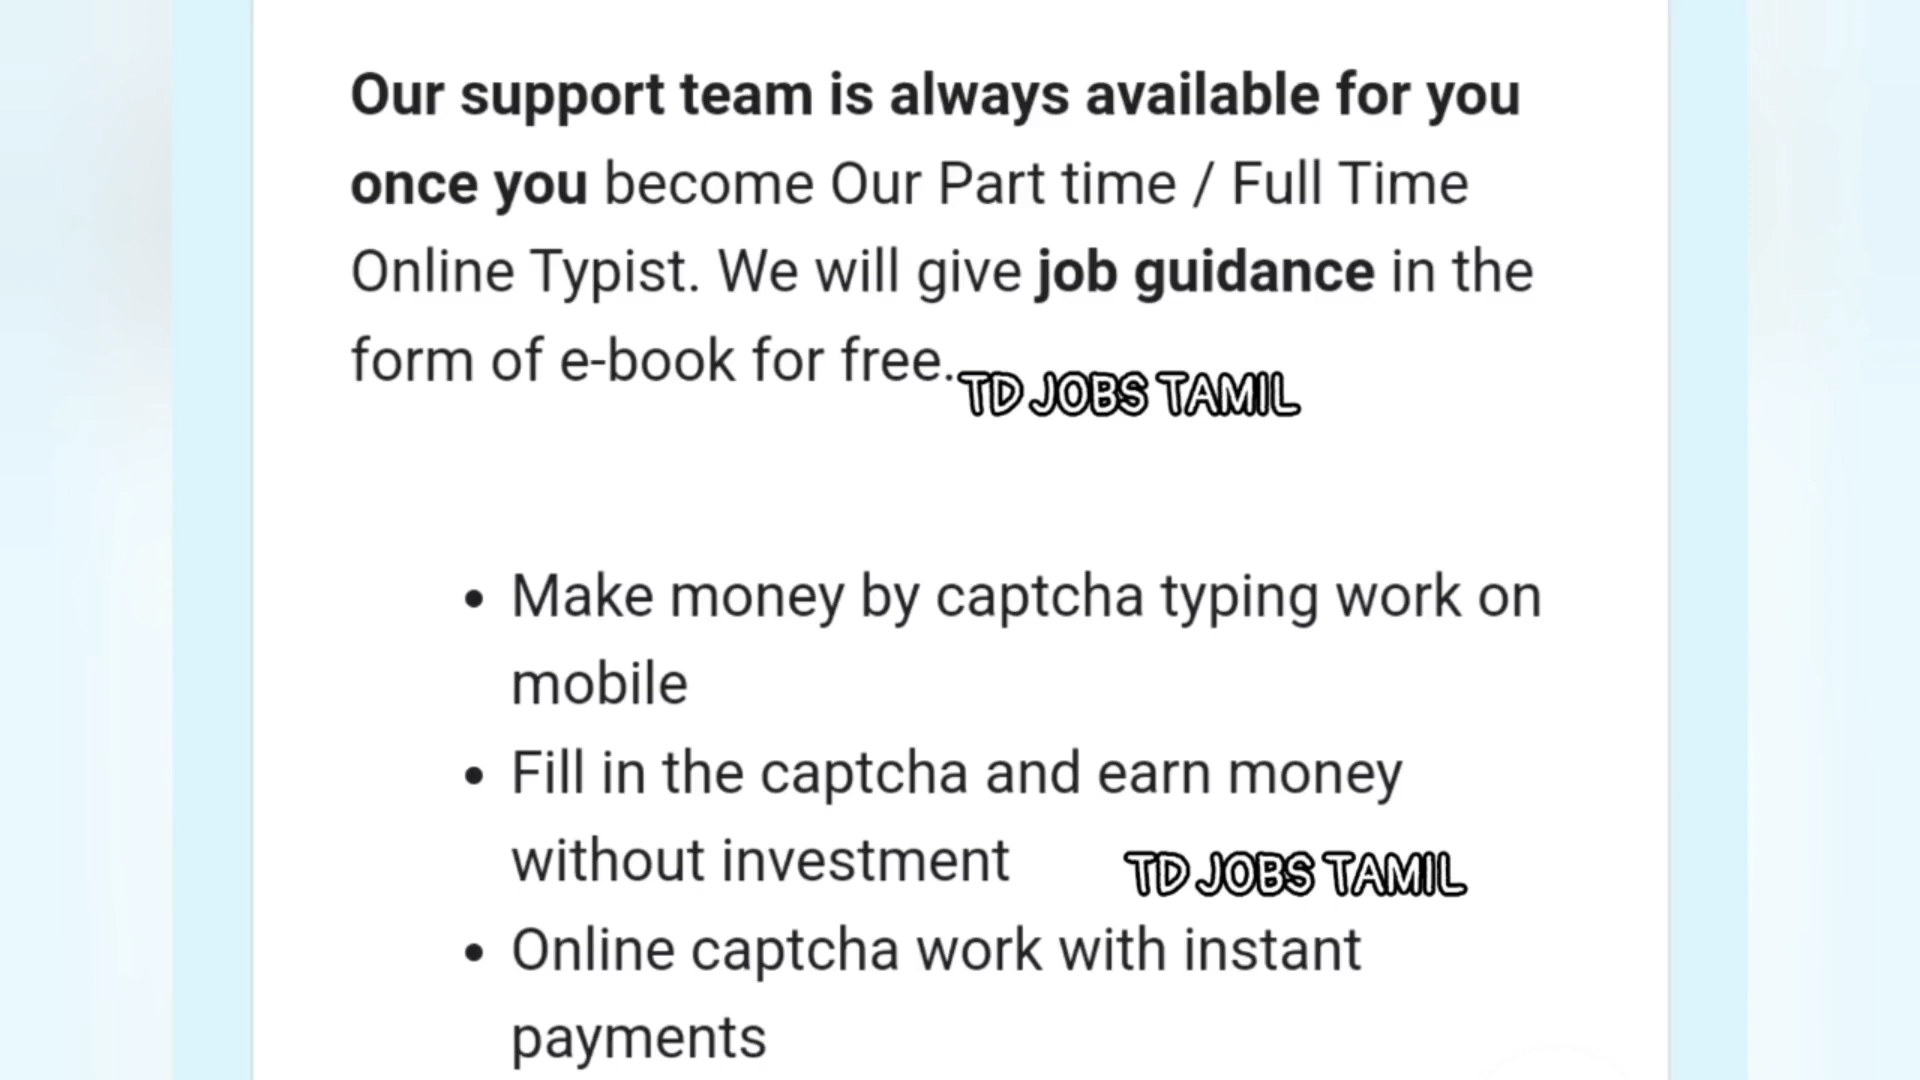 Our support team is always available for you
once you become Our Part time / Full Time
Online Typist. We will give job guidance in the
form of e-book for free.
TD JOBS TAMIL
• Make money by captcha typing work on
mobile
• Fill in the captcha and earn money
without investment
TD JOBS TAMIL
• Online captcha work with instant
payments